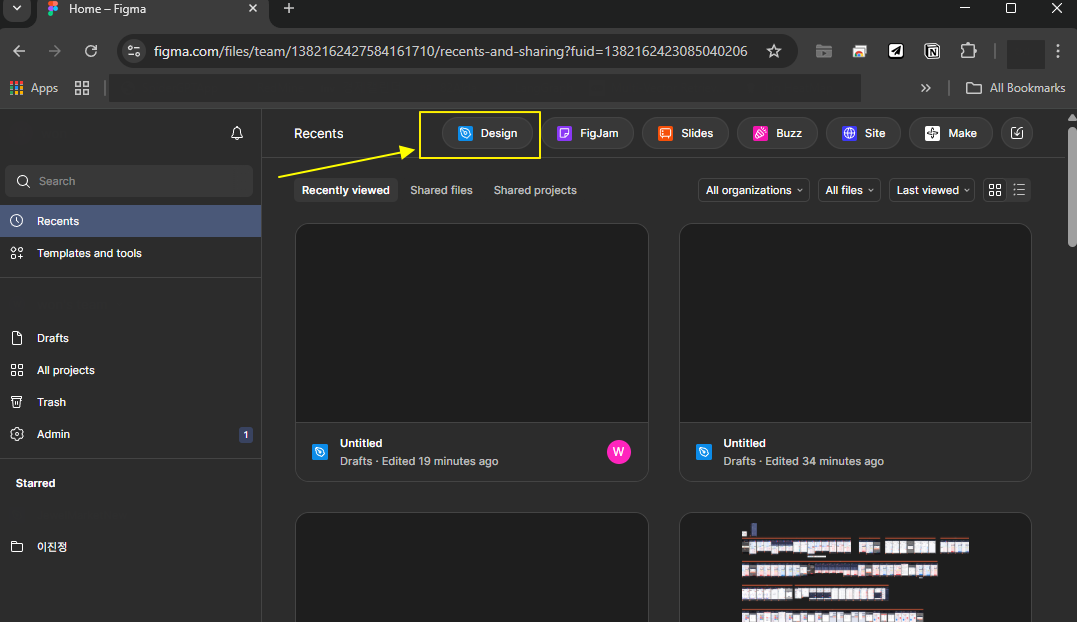 Home – Figma
figma.com/files/team/1382162427584161710/recents-and-sharing?fuid=1382162423085040206
Apps
All Bookmarks
Recents
Design
FigJam
Slides
Buzz
Site
Make
Search
Recently viewed
Shared files
Shared projects
All organizations
All files
Last viewed
Recents
Templates and tools
Drafts
All projects
Trash
Admin
1
Starred
이진정
Untitled
Drafts · Edited 19 minutes ago
W
Untitled
Drafts · Edited 34 minutes ago